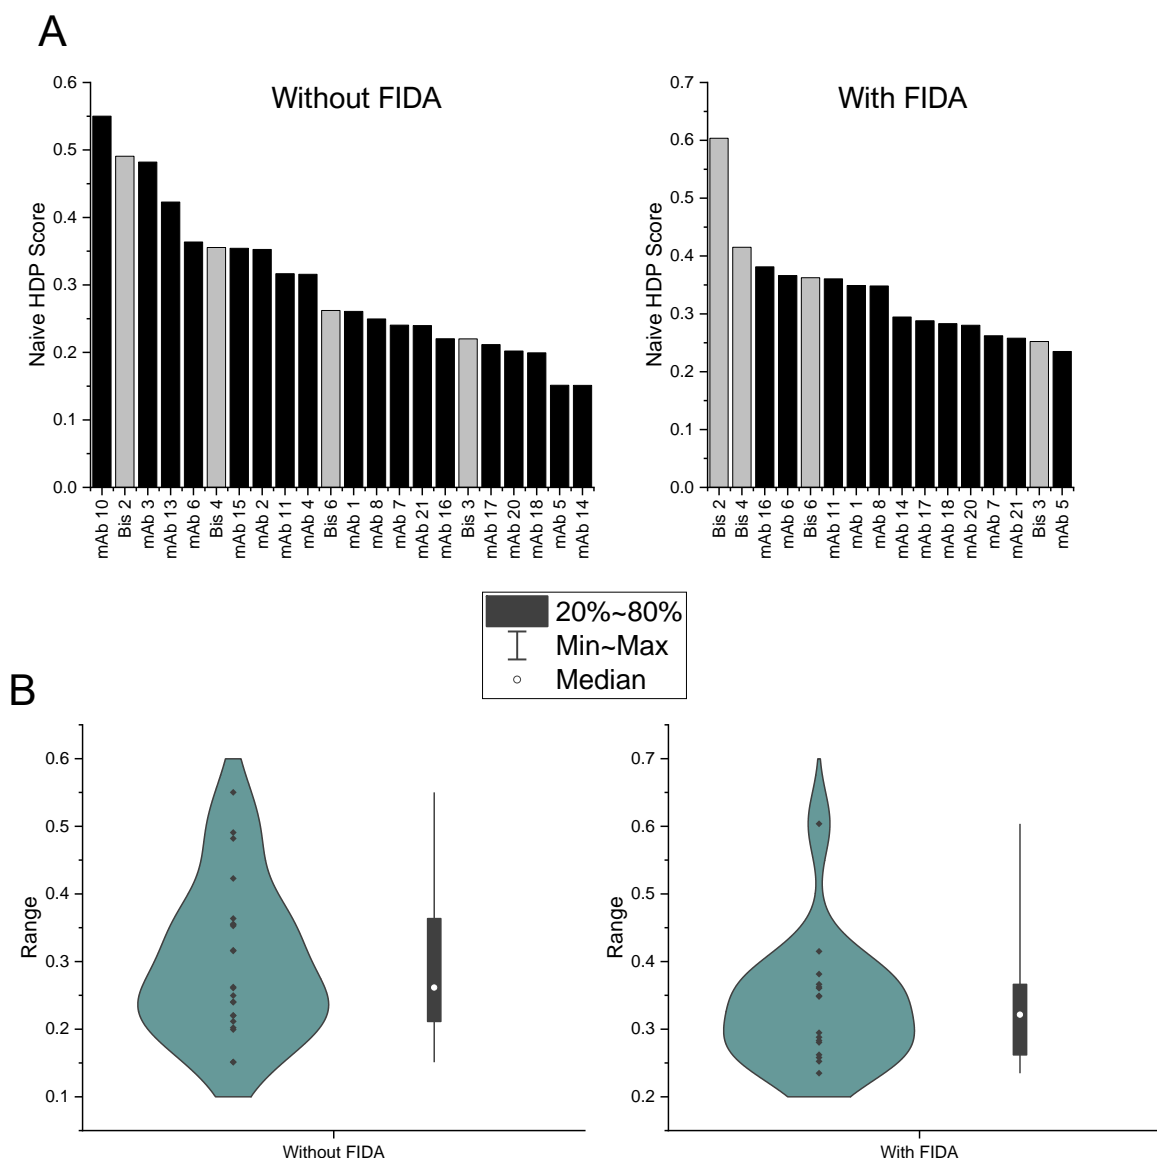 A
Without FIDA
Naive HDP Score
0.6
0.5
0.4
0.3
0.2
0.1
0.0
mAb 10
Bis 2
mAb 3
mAb 13
mAb 6
Bis 4
mAb 15
mAb 2
mAb 11
mAb 4
Bis 6
mAb 1
mAb 8
mAb 7
mAb 21
mAb 16
Bis 3
mAb 17
mAb 20
mAb 18
mAb 5
mAb 14
With FIDA
Naive HDP Score
0.7
0.6
0.5
0.4
0.3
0.2
0.1
0.0
Bis 2
Bis 4
mAb 16
mAb 6
Bis 6
mAb 11
mAb 1
mAb 8
mAb 14
mAb 17
mAb 18
mAb 20
mAb 7
mAb 21
Bis 3
mAb 5
20%~80%
Min~Max
Median
B
Range
0.6
0.5
0.4
0.3
0.2
0.1
Without FIDA
Range
0.7
0.6
0.5
0.4
0.3
0.2
With FIDA